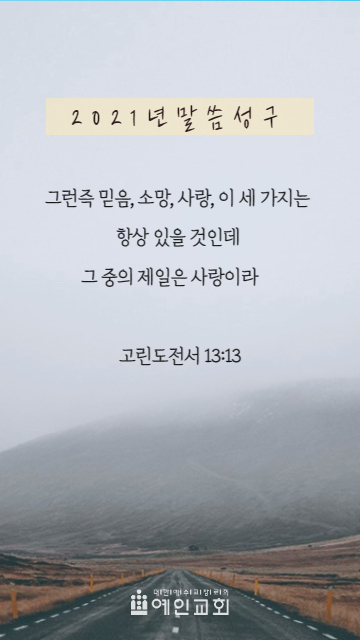 2021년말씀성구
그런즉 믿음, 소망, 사랑, 이 세 가지는
항상 있을 것인데
그 중의 제일은 사랑이라
고린도전서 13:13
예인교회